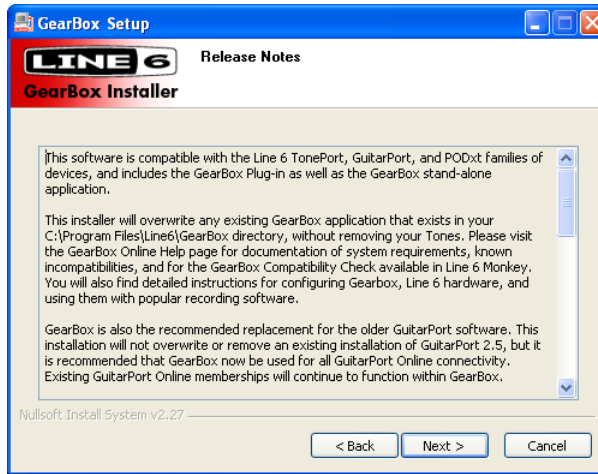 GearBox Setup
LINE 6
GearBox Installer
Release Notes
This software is compatible with the Line 6 TonePort, GuitarPort, and PODxt families of
devices, and includes the GearBox Plug-in as well as the GearBox stand-alone
application.
This installer will overwrite any existing GearBox application that exists in your
C:\Program Files\Line6\GearBox directory, without removing your Tones. Please visit
the GearBox Online Help page for documentation of system requirements, known
incompatibilities, and for the GearBox Compatibility Check available in Line 6 Monkey.
You will also find detailed instructions for configuring Gearbox, Line 6 hardware, and
using them with popular recording software.
GearBox is also the recommended replacement for the older GuitarPort software. This
installation will not overwrite or remove an existing installation of GuitarPort 2.5, but it
is recommended that GearBox now be used for all GuitarPort Online connectivity.
Existing GuitarPort Online memberships will continue to function within GearBox.
Nullsoft Install System v2.27
< Back
Next >
Cancel